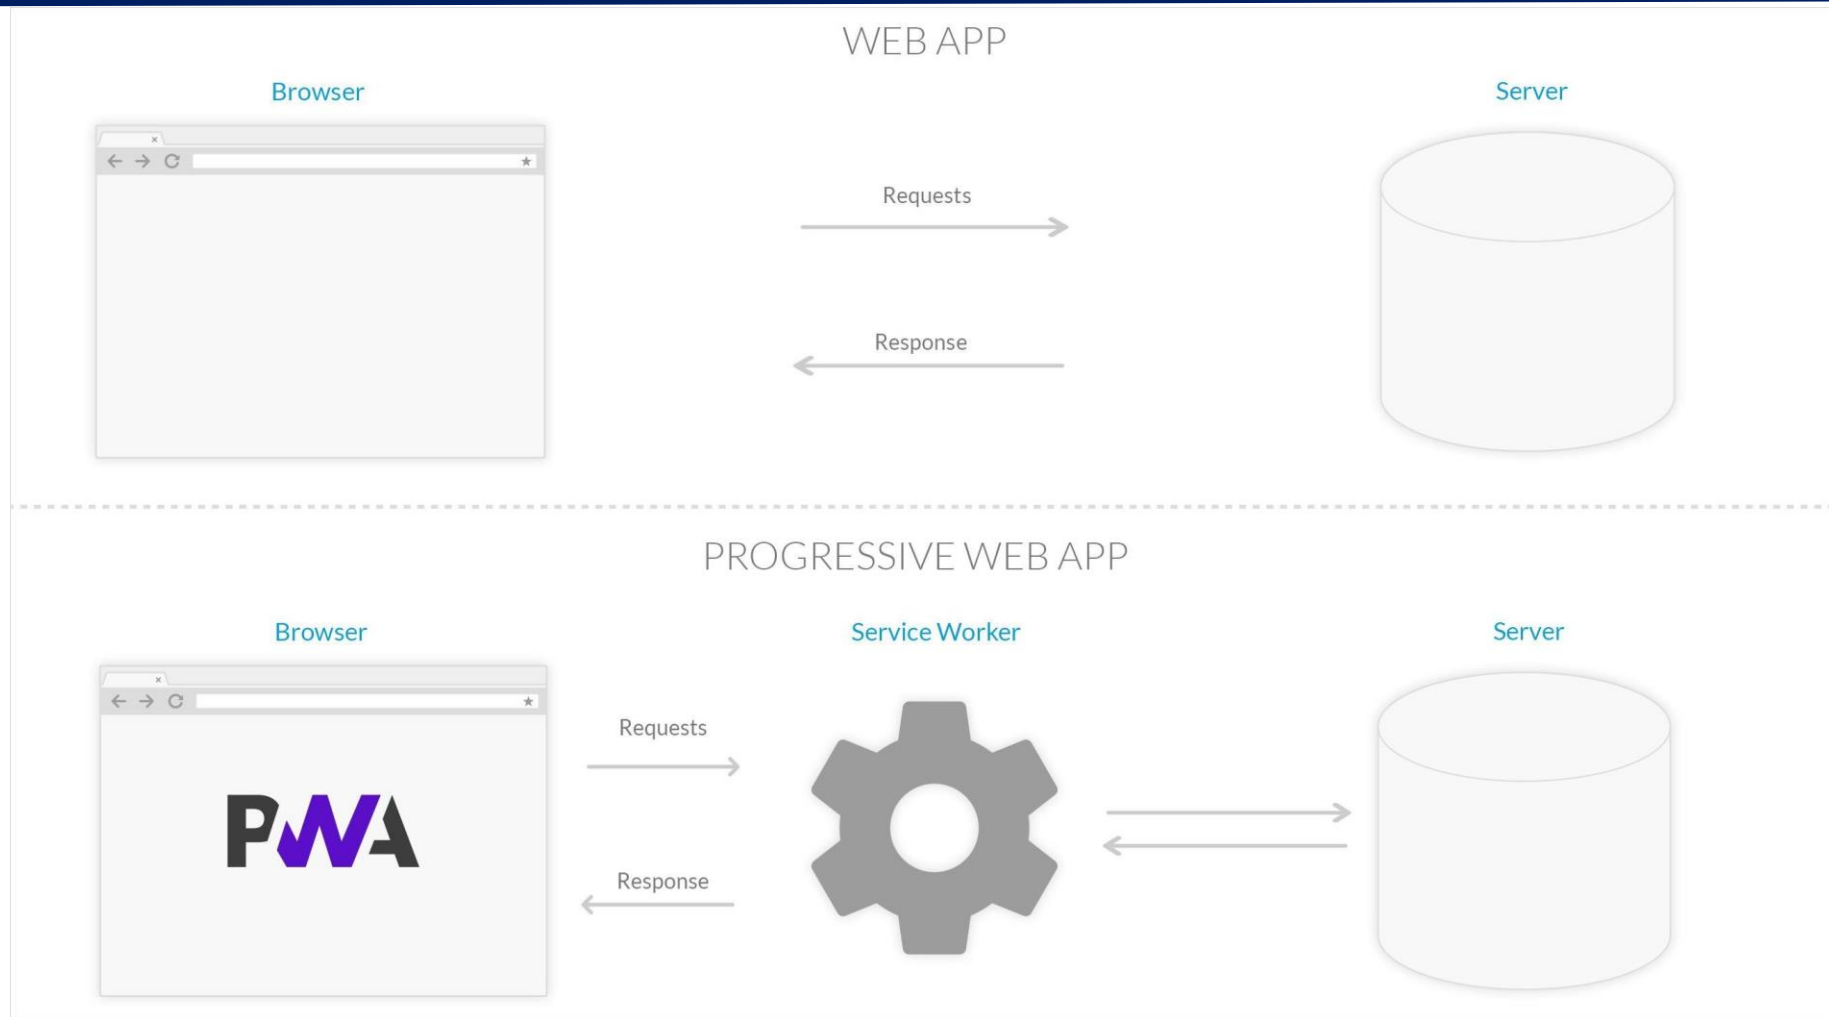 WEB APP
Browser
Server
Requests
Response
PROGRESSIVE WEB APP
Browser
Service Worker
Server
Requests
PWA
Response